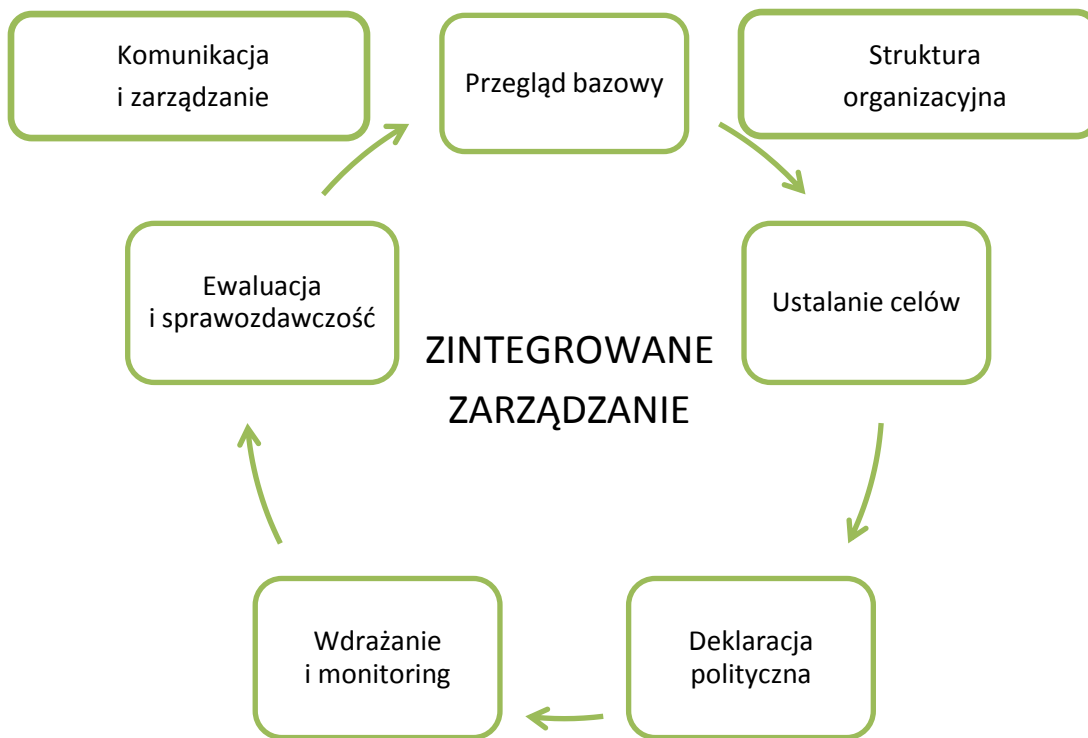 Komunikacja
i zarządzanie
Przegląd bazowy
Struktura
organizacyjna
Ewaluacja
i sprawozdawczość
Ustalanie celów
ZINTEGROWANE
ZARZĄDZANIE
Wdrażanie
i monitoring
Deklaracja
polityczna